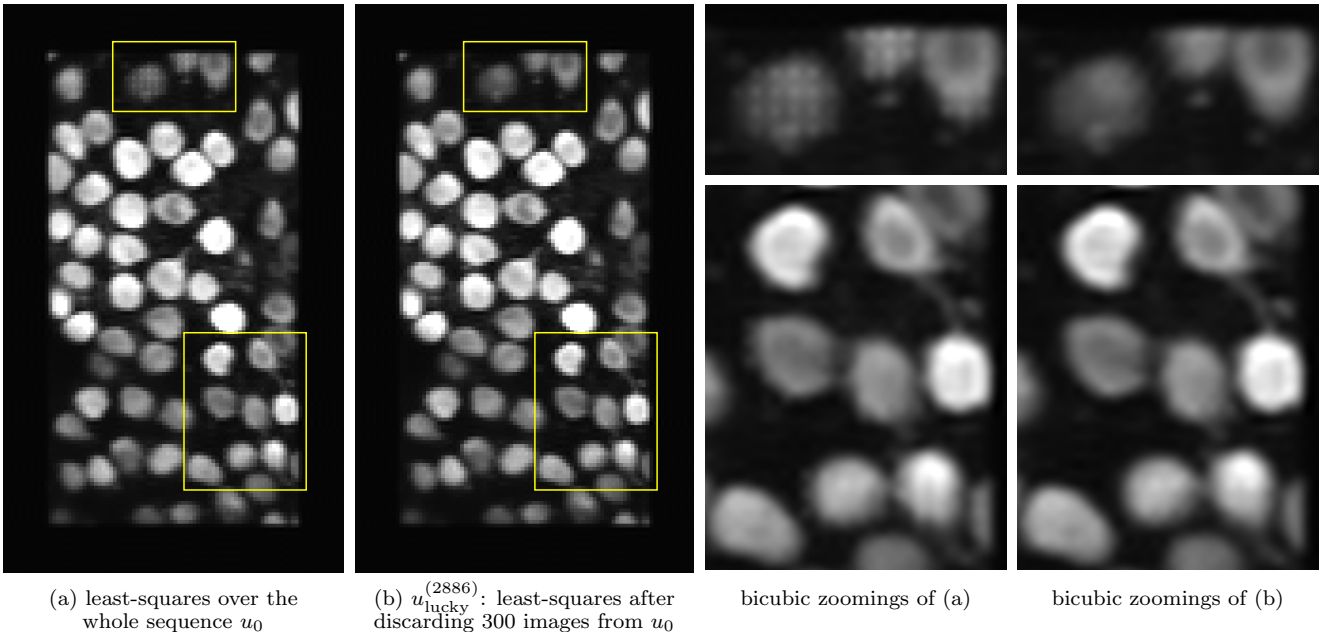 (a) least-squares over the
whole sequence u₀
(b) u_lucky^(2886): least-squares after
discarding 300 images from u₀
bicubic zoomings of (a)
bicubic zoomings of (b)